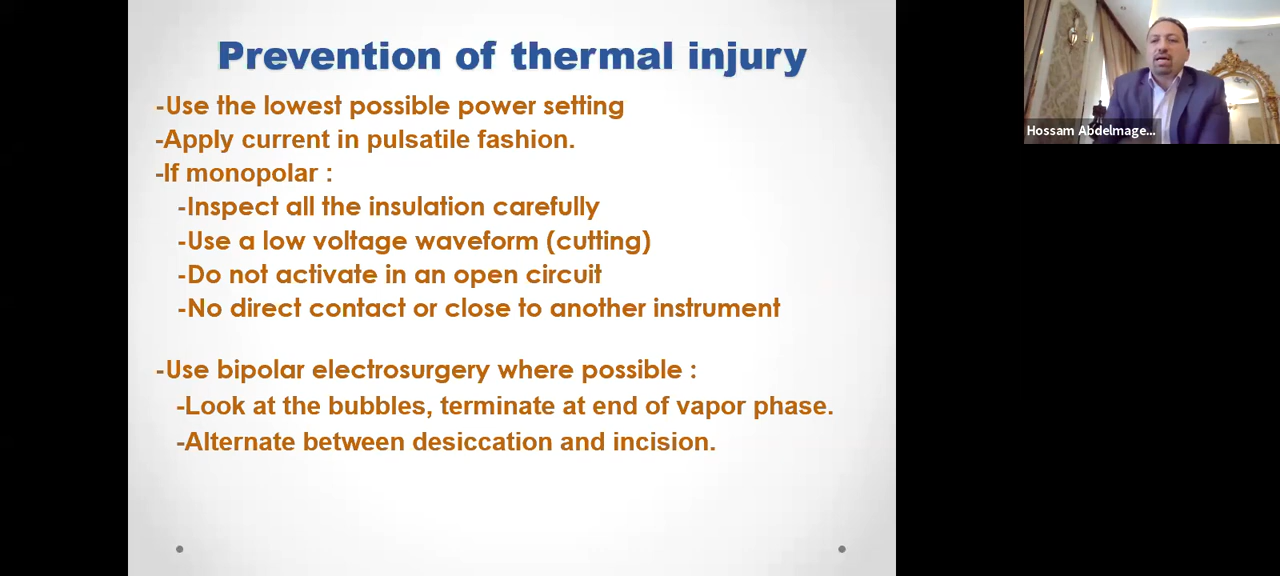 Prevention of thermal injury
-Use the lowest possible power setting
-Apply current in pulsatile fashion.
-If monopolar :
-Inspect all the insulation carefully
-Use a low voltage waveform (cutting)
-Do not activate in an open circuit
-No direct contact or close to another instrument
-Use bipolar electrosurgery where possible :
-Look at the bubbles, terminate at end of vapor phase.
-Alternate between desiccation and incision.
Hossam Abdelmage...